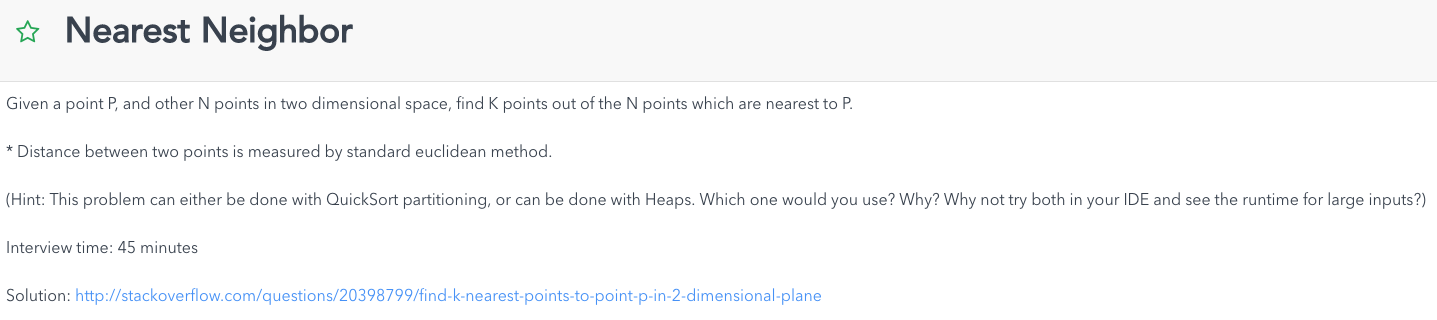 Nearest Neighbor
Given a point P, and other N points in two dimensional space, find K points out of the N points which are nearest to P.
* Distance between two points is measured by standard euclidean method.
(Hint: This problem can either be done with QuickSort partitioning, or can be done with Heaps. Which one would you use? Why? Why not try both in your IDE and see the runtime for large inputs?)
Interview time: 45 minutes
Solution: http://stackoverflow.com/questions/20398799/find-k-nearest-points-to-point-p-in-2-dimensional-plane